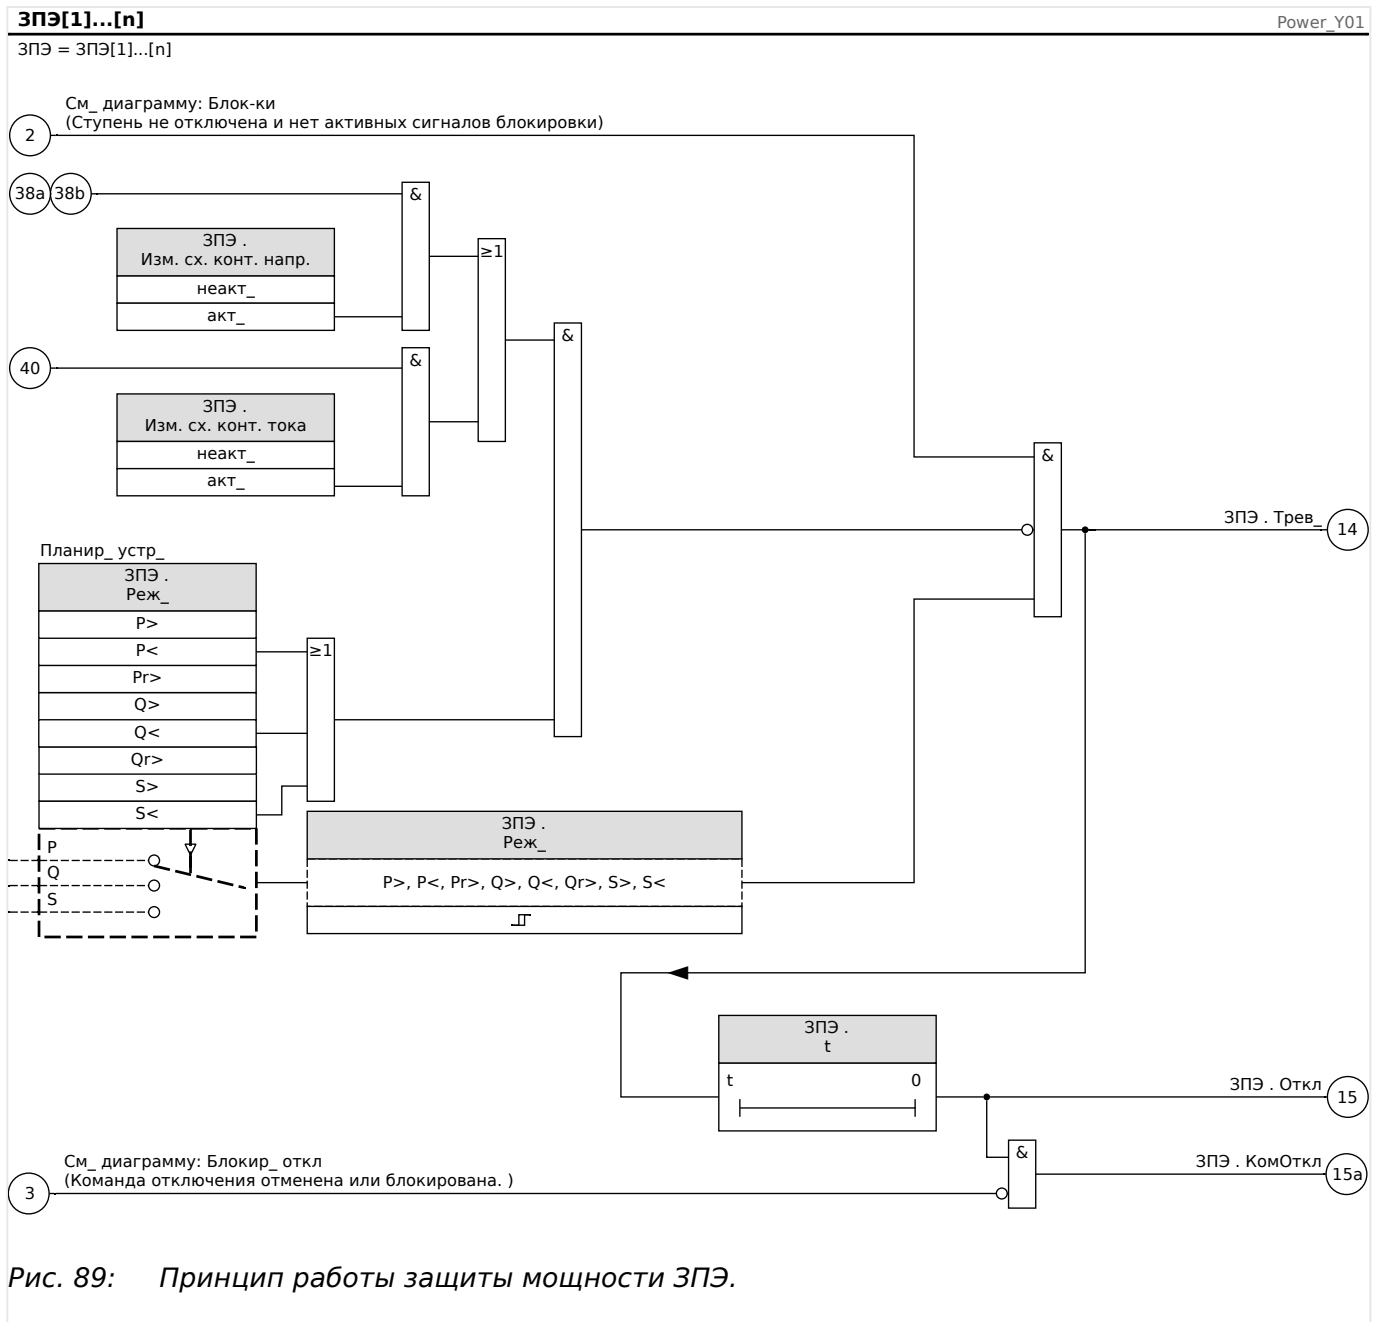 ЗПЭ[1]...[n]
Power_Y01
ЗПЭ = ЗПЭ[1]...[n]
См_ диаграмму: Блок-ки
(Ступень не отключена и нет активных сигналов блокировки)
2
38a 38b
&
ЗПЭ .
Изм. сх. конт. напр.
неакт_
акт_
≥1
&
40
&
ЗПЭ .
Изм. сх. конт. тока
неакт_
акт_
&
ЗПЭ . Трев_
14
Планир_ устр_
ЗПЭ .
Реж_
P>
P<
Pr>
Q>
Q<
Qr>
S>
S<
≥1
P
Q
S
ЗПЭ .
Реж_
P>, P<, Pr>, Q>, Q<, Qr>, S>, S<
ЗПЭ .
t
t 0
ЗПЭ . Откл
15
См_ диаграмму: Блокир_ откл
(Команда отключения отменена или блокирована. )
3
&
ЗПЭ . КомОткл
15a
Рис. 89: Принцип работы защиты мощности ЗПЭ.